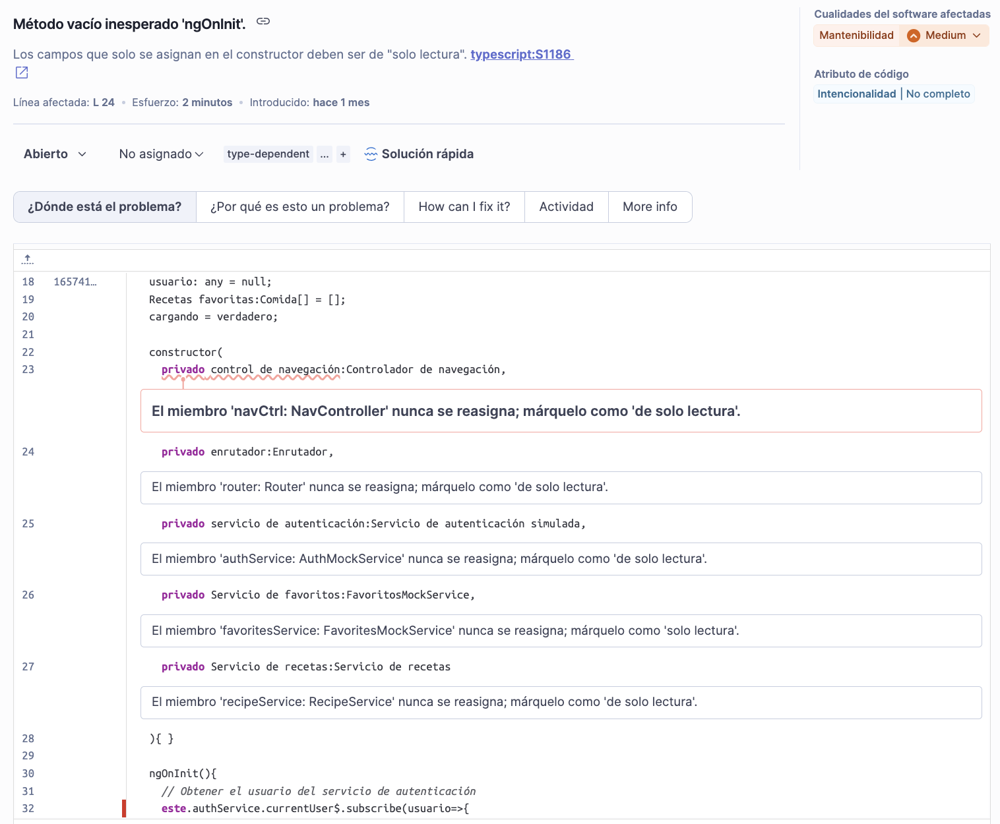 Método vacío inesperado 'ngOnInit'.
Los campos que solo se asignan en el constructor deben ser de "solo lectura". typescript:S1186
Línea afectada: L 24 • Esfuerzo: 2 minutos • Introducido: hace 1 mes
Cualidades del software afectadas
Mantenibilidad Medium
Atributo de código
Intencionalidad | No completo
Abierto No asignado type-dependent ... + Solución rápida
¿Dónde está el problema? ¿Por qué es esto un problema? How can I fix it? Actividad More info
18 165741… usuario: any = null;
19 Recetas favoritas:Comida[] = [];
20 cargando = verdadero;
21
22 constructor(
23 privado control de navegación:Controlador de navegación,
El miembro 'navCtrl: NavController' nunca se reasigna; márquelo como 'de solo lectura'.
24 privado enrutador:Enrutador,
El miembro 'router: Router' nunca se reasigna; márquelo como 'de solo lectura'.
25 privado servicio de autenticación:Servicio de autenticación simulada,
El miembro 'authService: AuthMockService' nunca se reasigna; márquelo como 'de solo lectura'.
26 privado Servicio de favoritos:FavoritosMockService,
El miembro 'favoritesService: FavoritesMockService' nunca se reasigna; márquelo como 'solo lectura'.
27 privado Servicio de recetas:Servicio de recetas
El miembro 'recipeService: RecipeService' nunca se reasigna; márquelo como 'de solo lectura'.
28 ){ }
29
30 ngOnInit(){
31 // Obtener el usuario del servicio de autenticación
32 este.authService.currentUser$.subscribe(usuario=>{